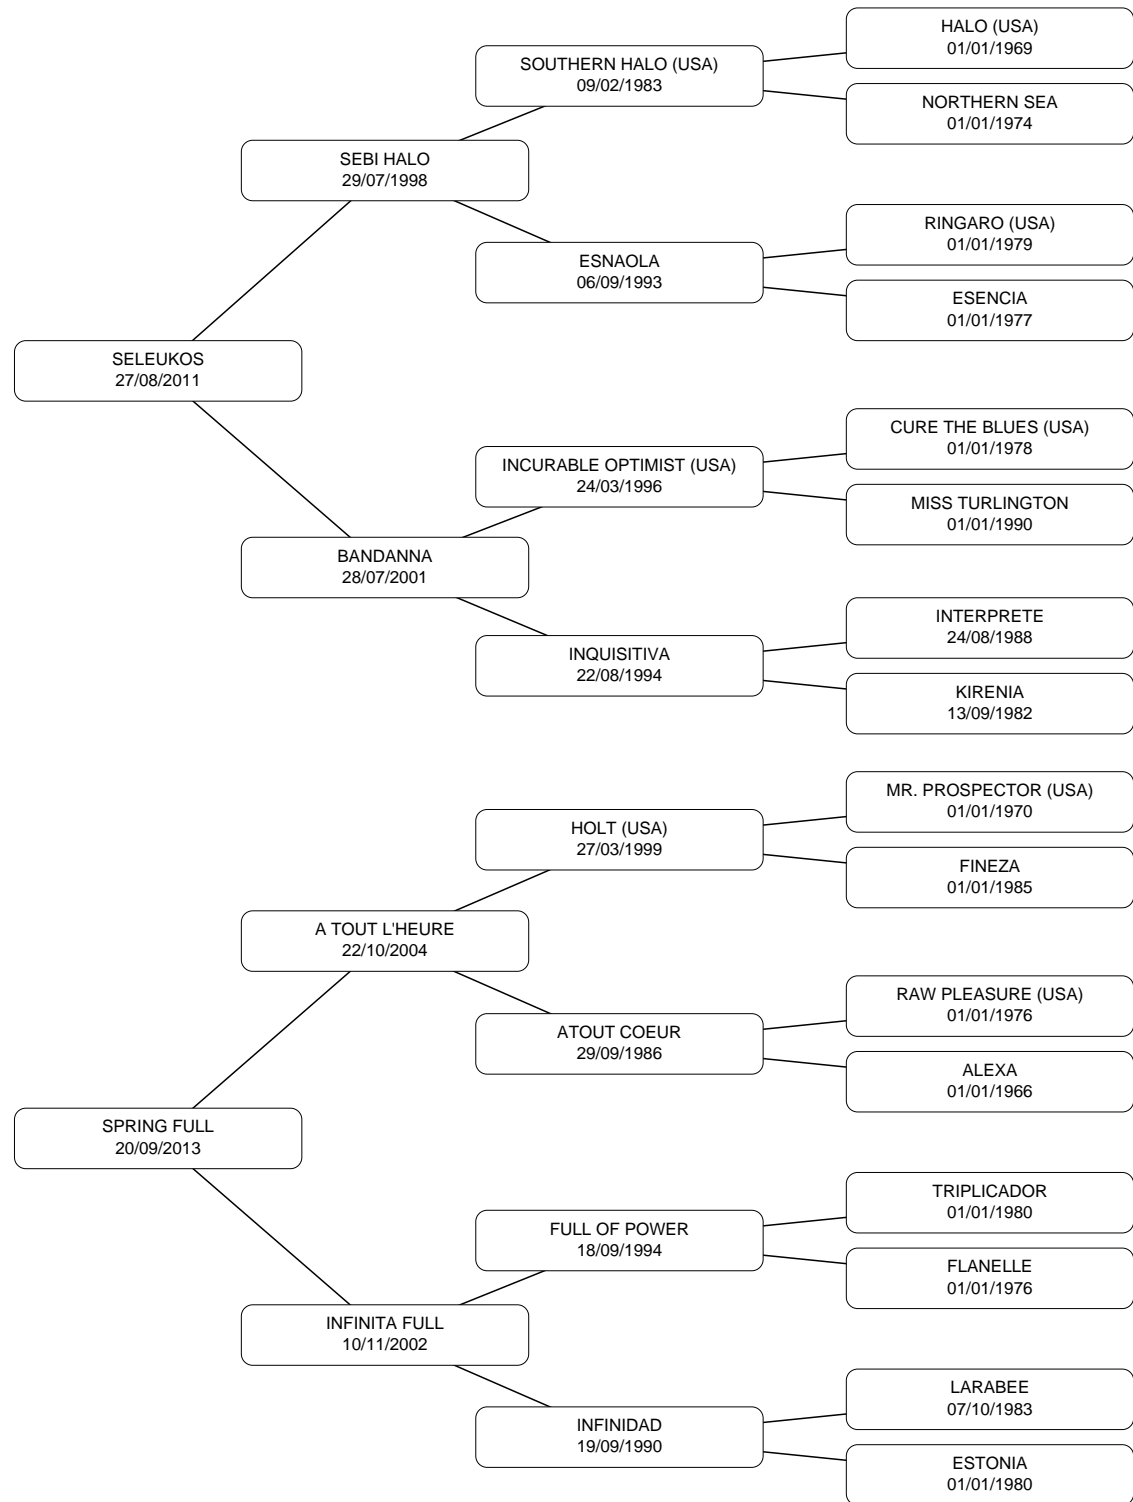 HALO (USA)
01/01/1969
SOUTHERN HALO (USA)
09/02/1983
NORTHERN SEA
01/01/1974
SEBI HALO
29/07/1998
RINGARO (USA)
01/01/1979
ESNAOLA
06/09/1993
ESENCIA
01/01/1977
SELEUKOS
27/08/2011
CURE THE BLUES (USA)
01/01/1978
INCURABLE OPTIMIST (USA)
24/03/1996
MISS TURLINGTON
01/01/1990
BANDANNA
28/07/2001
INTERPRETE
24/08/1988
INQUISITIVA
22/08/1994
KIRENIA
13/09/1982
MR. PROSPECTOR (USA)
01/01/1970
HOLT (USA)
27/03/1999
FINEZA
01/01/1985
A TOUT L'HEURE
22/10/2004
RAW PLEASURE (USA)
01/01/1976
ATOUT COEUR
29/09/1986
ALEXA
01/01/1966
SPRING FULL
20/09/2013
TRIPLICADOR
01/01/1980
FULL OF POWER
18/09/1994
FLANELLE
01/01/1976
INFINITA FULL
10/11/2002
LARABEE
07/10/1983
INFINIDAD
19/09/1990
ESTONIA
01/01/1980